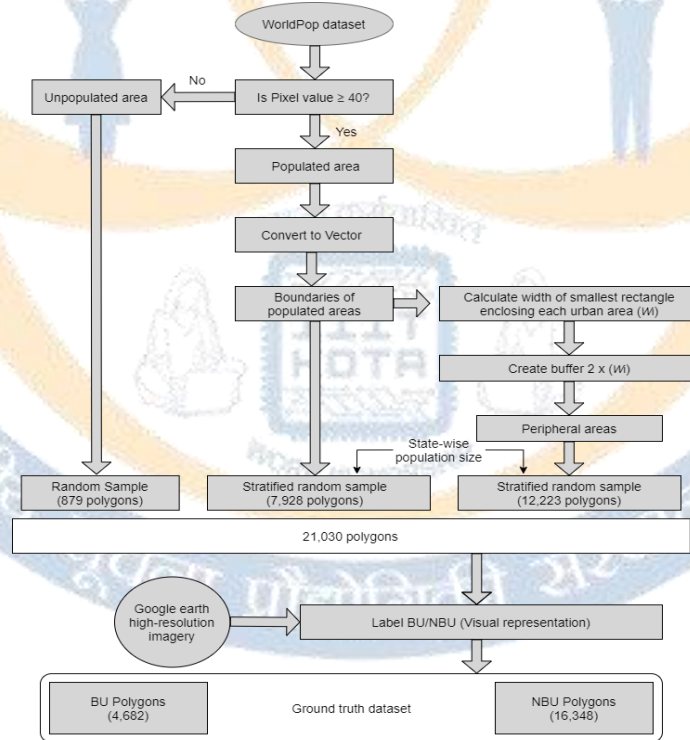 WorldPop dataset
No
Unpopulated area
Is Pixel value ≥ 40?
Yes
Populated area
Convert to Vector
Boundaries of
populated areas
Calculate width of smallest rectangle
enclosing each urban area (Wi)
Create buffer 2 x (Wi)
Peripheral areas
State-wise
population size
Random Sample
(879 polygons)
Stratified random sample
(7,928 polygons)
Stratified random sample
(12,223 polygons)
21,030 polygons
Google earth
high-resolution
imagery
Label BU/NBU (Visual representation)
BU Polygons
(4,682)
Ground truth dataset
NBU Polygons
(16,348)
IIIT
KOTA